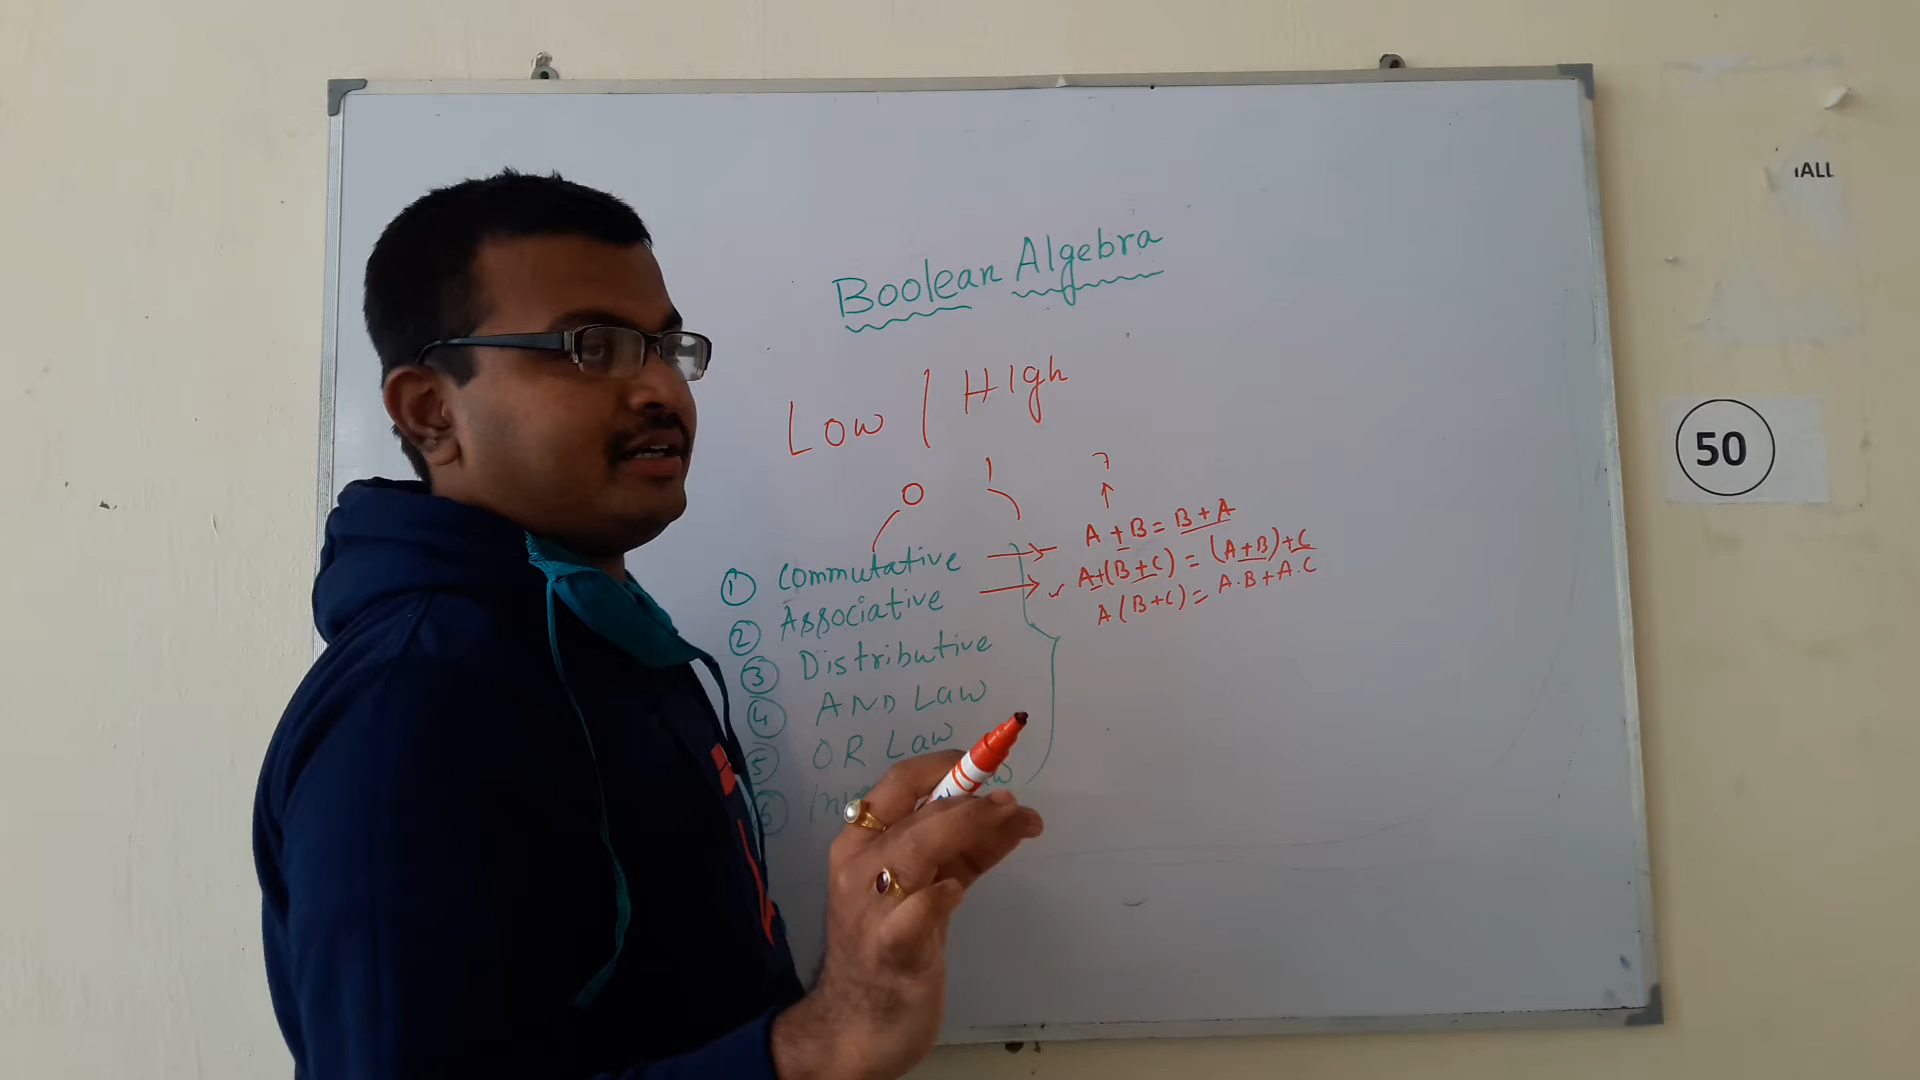 Boolean Algebra
Low / High
0 1
① Commutative → A + B = B + A
② Associative → ✓ A+(B+C) = (A+B)+C
A(B+C) = A.B+A.C
③ Distributive
④ AND Law
⑤ OR Law
⑥
50